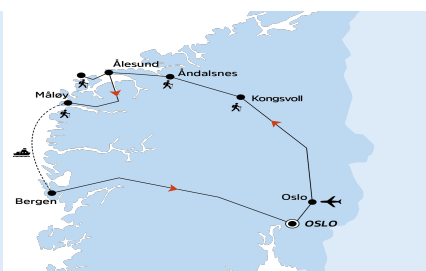 Ålesund
Åndalsnes
Måløy
Kongsvoll
Bergen
Oslo
OSLO